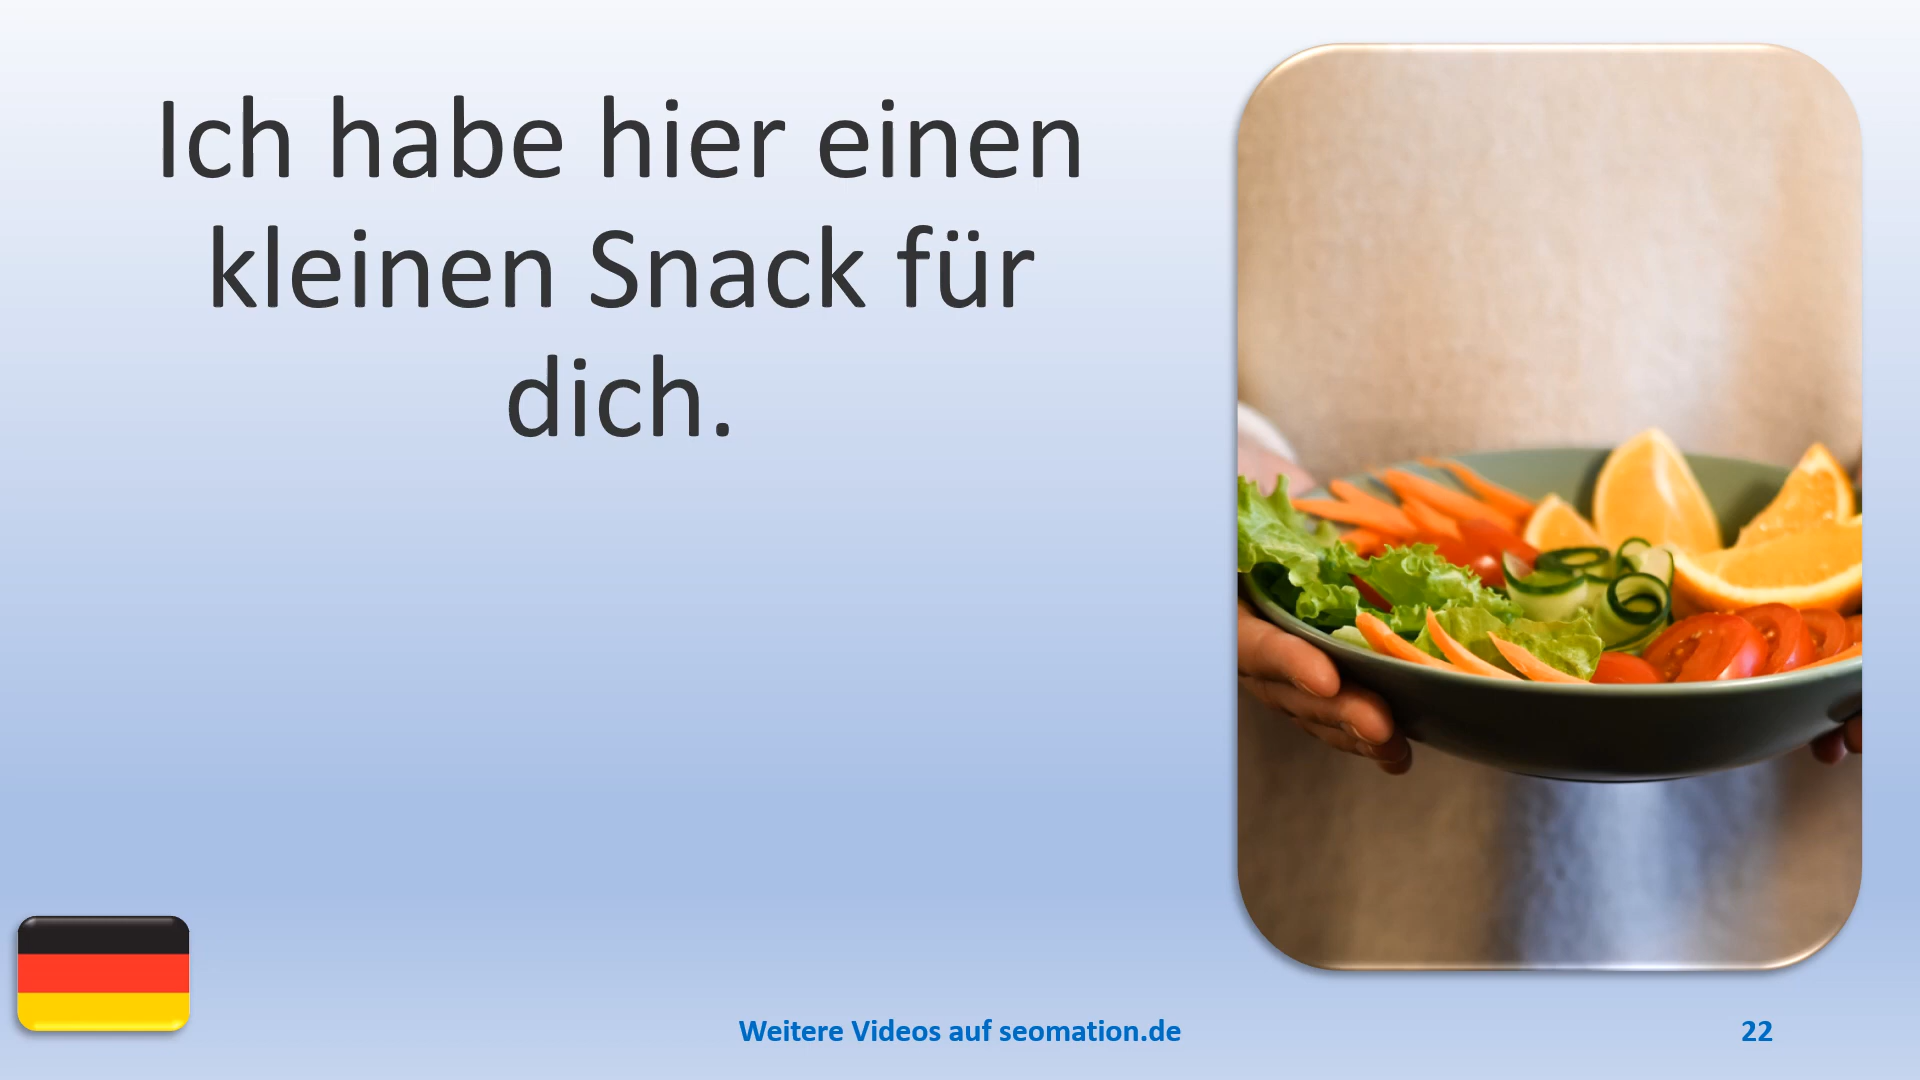 Ich habe hier einen
kleinen Snack für
dich.
Weitere Videos auf seomation.de
22